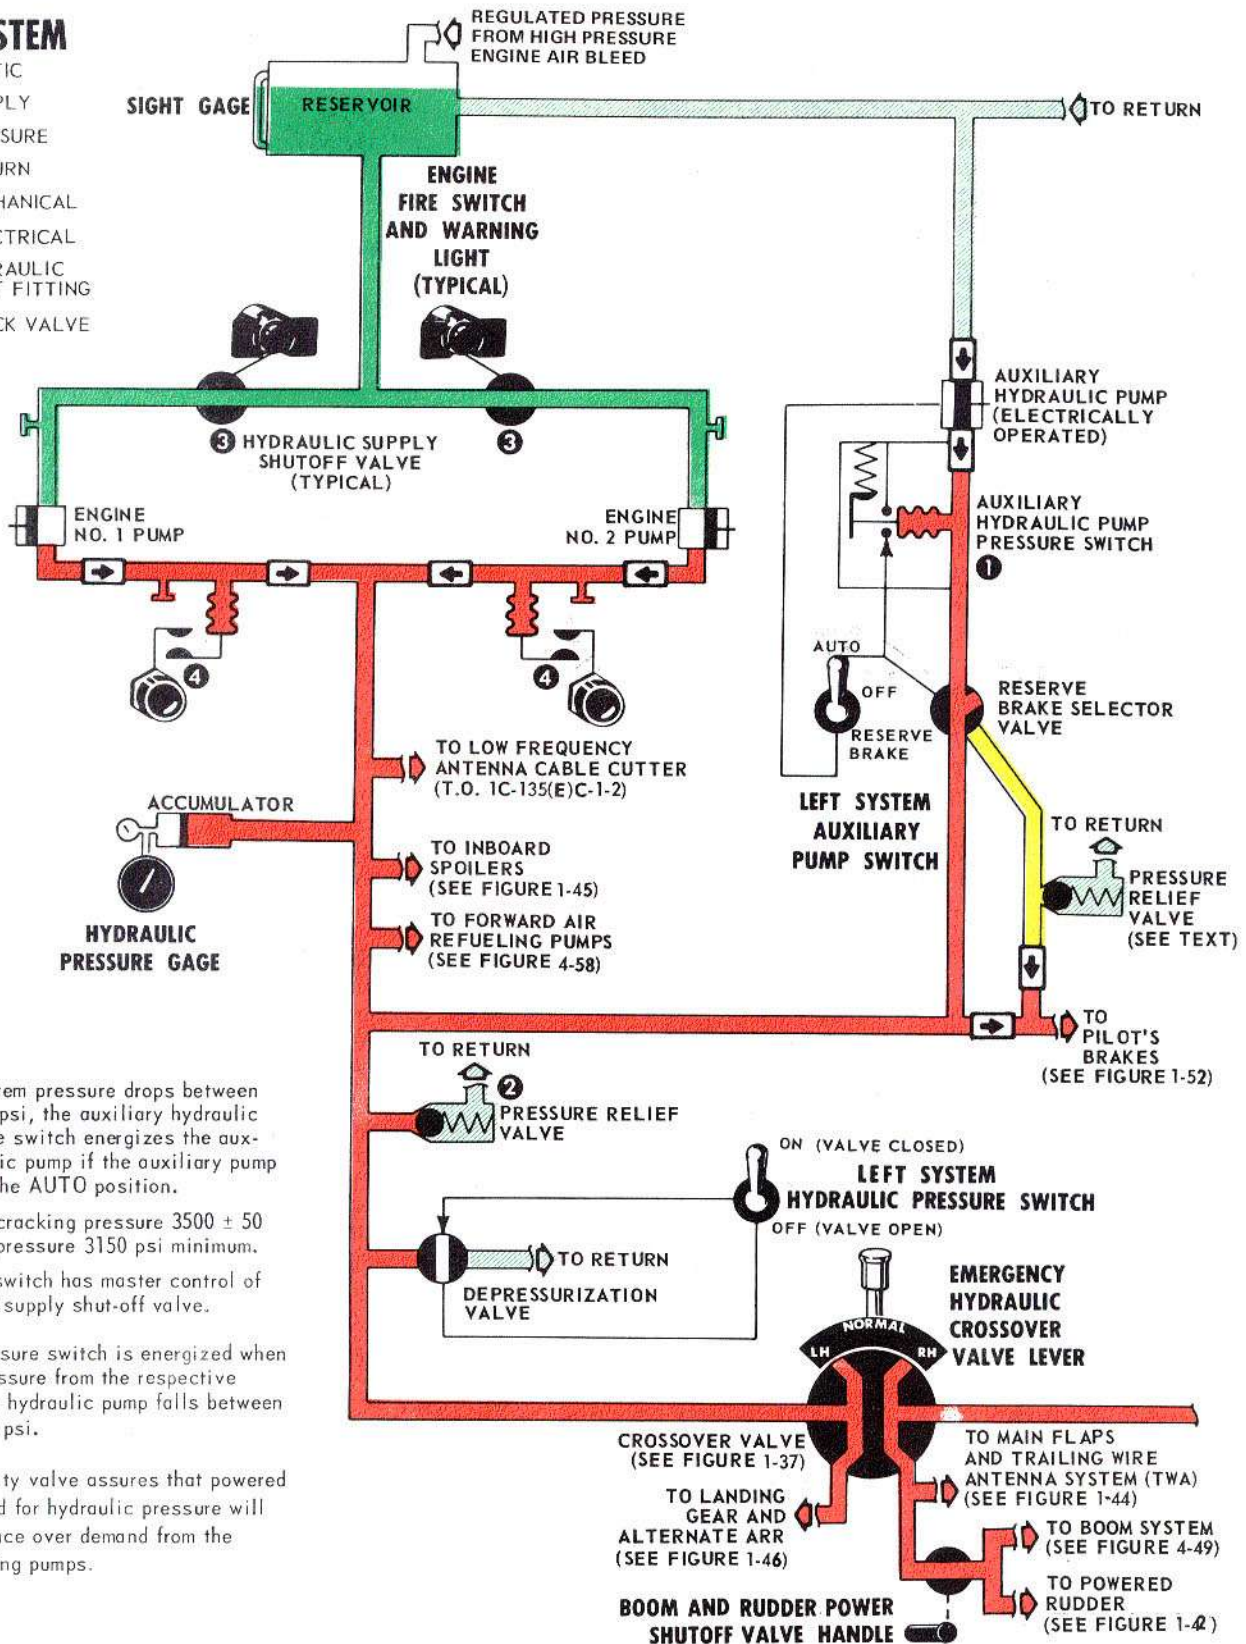 STEM
TIC
PLY
SURE
URN
HANICAL
CTRICAL
RAULIC
T FITTING
CK VALVE
REGULATED PRESSURE
FROM HIGH PRESSURE
ENGINE AIR BLEED
SIGHT GAGE
RESERVOIR
TO RETURN
ENGINE
FIRE SWITCH
AND WARNING
LIGHT
(TYPICAL)
AUXILIARY
HYDRAULIC PUMP
(ELECTRICALLY
OPERATED)
3 HYDRAULIC SUPPLY
SHUTOFF VALVE
(TYPICAL)
3
ENGINE
NO. 1 PUMP
ENGINE
NO. 2 PUMP
AUXILIARY
HYDRAULIC PUMP
PRESSURE SWITCH
1
4
4
AUTO
OFF
RESERVE
BRAKE
RESERVE
BRAKE SELECTOR
VALVE
LEFT SYSTEM
AUXILIARY
PUMP SWITCH
TO LOW FREQUENCY
ANTENNA CABLE CUTTER
(T.O. 1C-135(E)C-1-2)
ACCUMULATOR
TO INBOARD
SPOILERS
(SEE FIGURE 1-45)
TO RETURN
PRESSURE
RELIEF
VALVE
(SEE TEXT)
HYDRAULIC
PRESSURE GAGE
TO FORWARD AIR
REFUELING PUMPS
(SEE FIGURE 4-58)
TO
PILOT'S
BRAKES
(SEE FIGURE 1-52)
TO RETURN
2
PRESSURE RELIEF
VALVE
tem pressure drops between
psi, the auxiliary hydraulic
e switch energizes the aux-
ic pump if the auxiliary pump
he AUTO position.
cracking pressure 3500 ± 50
pressure 3150 psi minimum.
switch has master control of
supply shut-off valve.
ssure switch is energized when
ssure from the respective
hydraulic pump falls between
psi.
ty valve assures that powered
d for hydraulic pressure will
nce over demand from the
ng pumps.
ON (VALVE CLOSED)
LEFT SYSTEM
HYDRAULIC PRESSURE SWITCH
OFF (VALVE OPEN)
TO RETURN
DEPRESSURIZATION
VALVE
EMERGENCY
HYDRAULIC
CROSSOVER
VALVE LEVER
LH NORMAL RH
CROSSOVER VALVE
(SEE FIGURE 1-37)
TO MAIN FLAPS
AND TRAILING WIRE
ANTENNA SYSTEM (TWA)
(SEE FIGURE 1-44)
TO LANDING
GEAR AND
ALTERNATE ARR
(SEE FIGURE 1-46)
TO BOOM SYSTEM
(SEE FIGURE 4-49)
TO POWERED
RUDDER
(SEE FIGURE 1-42)
BOOM AND RUDDER POWER
SHUTOFF VALVE HANDLE